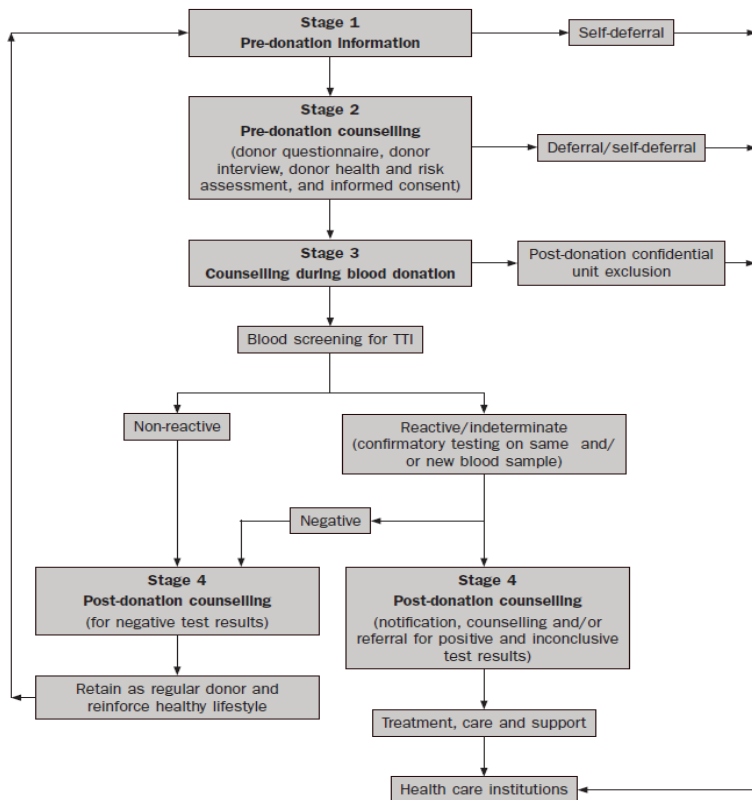 Stage 1
Pre-donation information
Self-deferral
Stage 2
Pre-donation counselling
(donor questionnaire, donor
interview, donor health and risk
assessment, and informed consent)
Deferral/self-deferral
Stage 3
Counselling during blood donation
Post-donation confidential
unit exclusion
Blood screening for TTI
Non-reactive
Reactive/indeterminate
(confirmatory testing on same and/
or new blood sample)
Negative
Stage 4
Post-donation counselling
(for negative test results)
Stage 4
Post-donation counselling
(notification, counselling and/or
referral for positive and inconclusive
test results)
Retain as regular donor and
reinforce healthy lifestyle
Treatment, care and support
Health care institutions